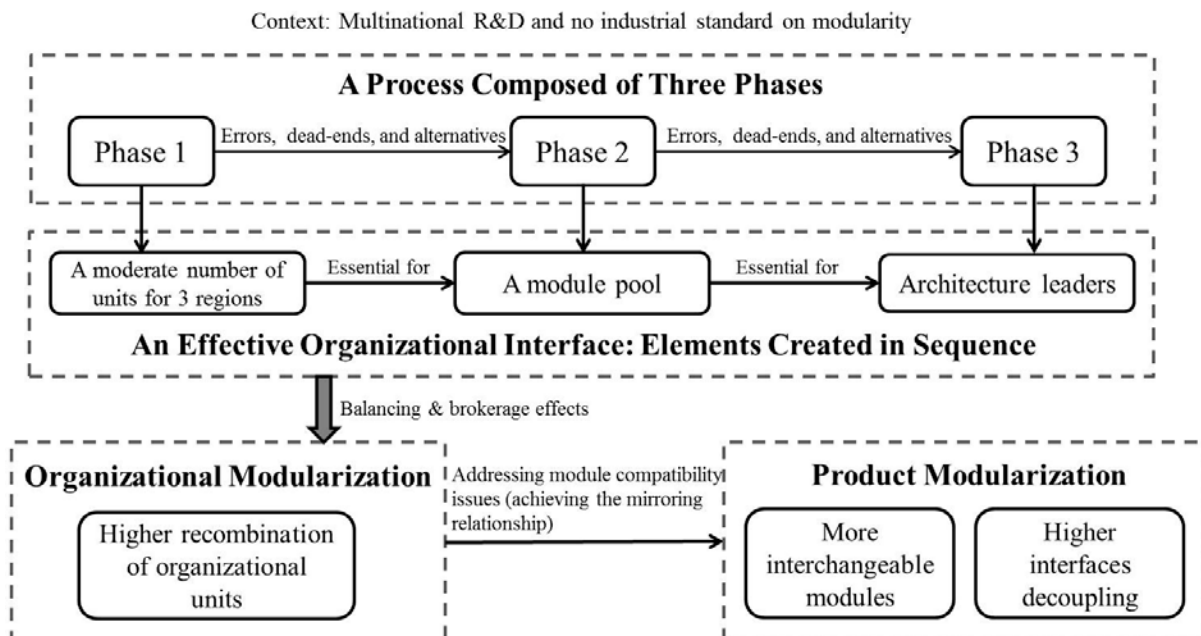 Context: Multinational R&D and no industrial standard on modularity
A Process Composed of Three Phases
Phase 1
Errors, dead-ends, and alternatives
Phase 2
Errors, dead-ends, and alternatives
Phase 3
A moderate number of
units for 3 regions
Essential for
A module pool
Essential for
Architecture leaders
An Effective Organizational Interface: Elements Created in Sequence
Balancing & brokerage effects
Organizational Modularization
Higher recombination
of organizational
units
Addressing module compatibility
issues (achieving the mirroring
relationship)
Product Modularization
More
interchangeable
modules
Higher
interfaces
decoupling